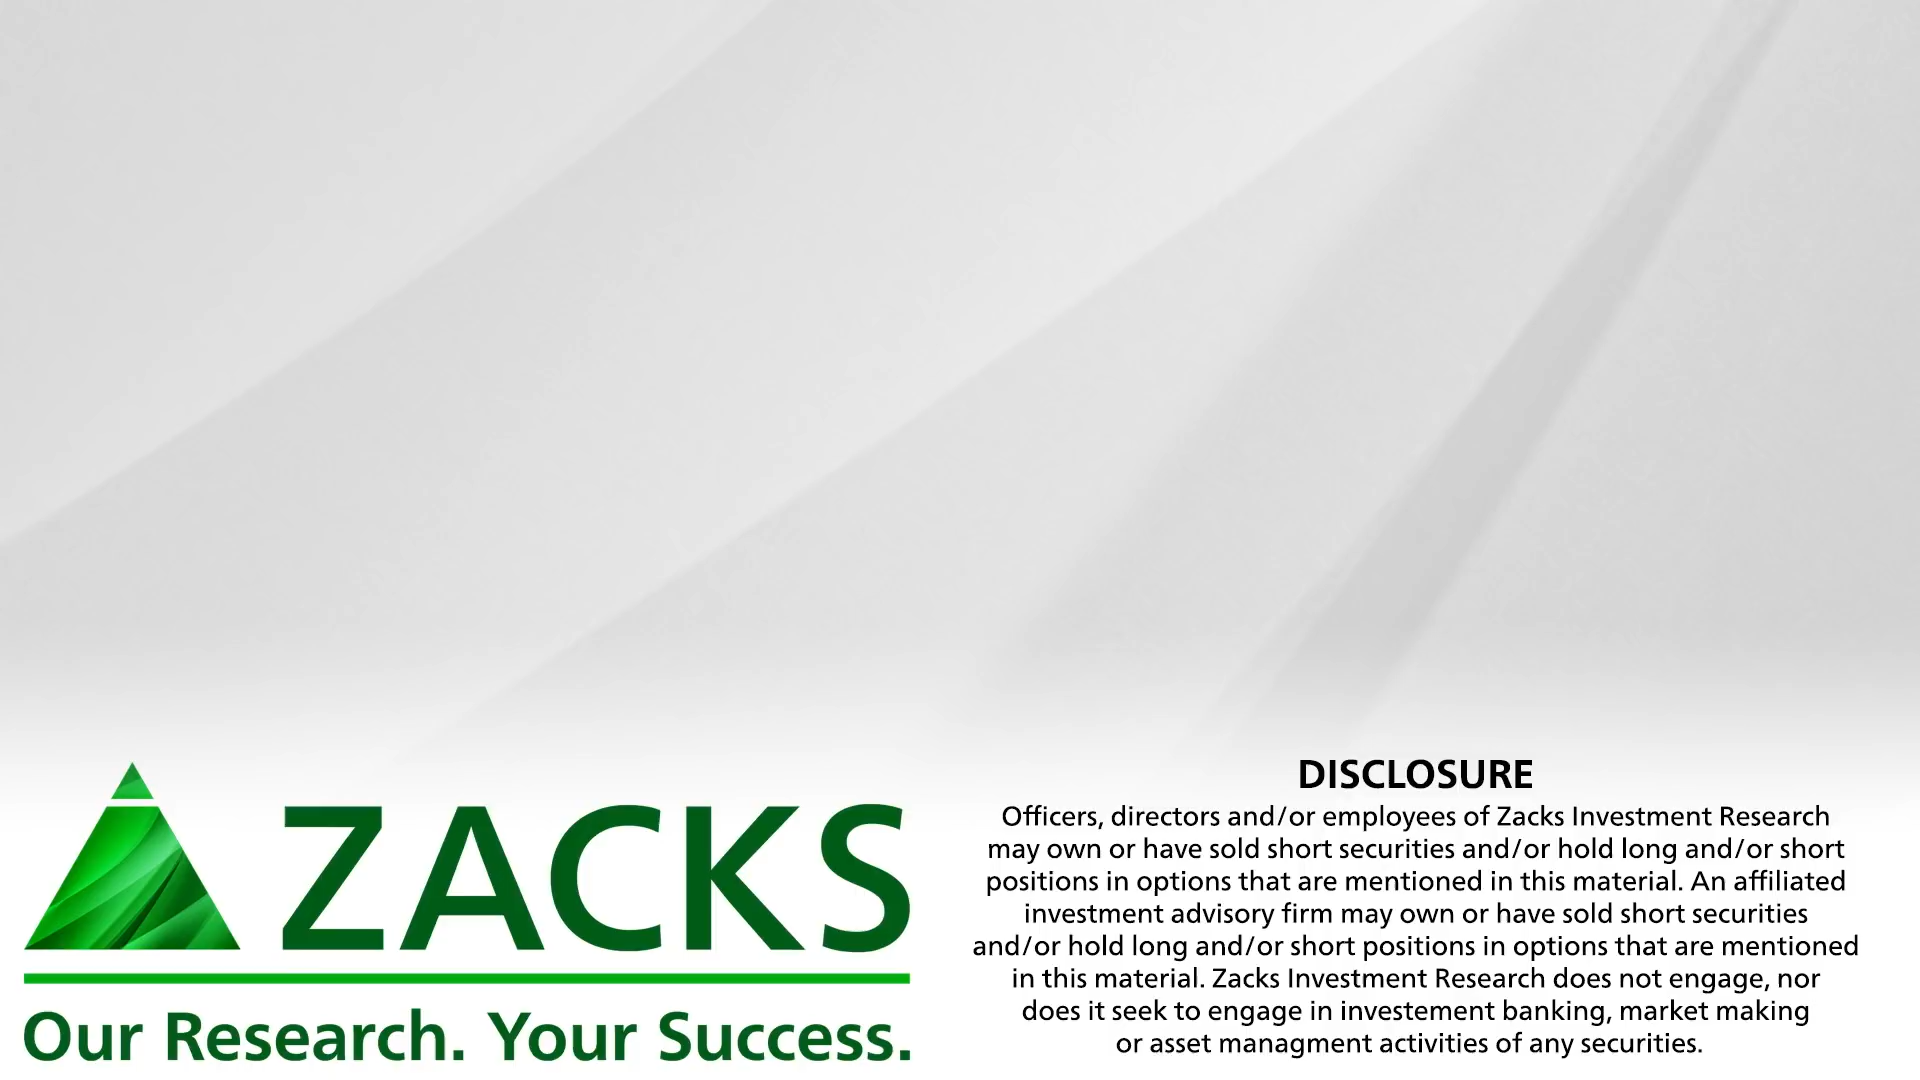 ZACKS
Our Research. Your Success.
DISCLOSURE
Officers, directors and/or employees of Zacks Investment Research
may own or have sold short securities and/or hold long and/or short
positions in options that are mentioned in this material. An affiliated
investment advisory firm may own or have sold short securities
and/or hold long and/or short positions in options that are mentioned
in this material. Zacks Investment Research does not engage, nor
does it seek to engage in investement banking, market making
or asset managment activities of any securities.